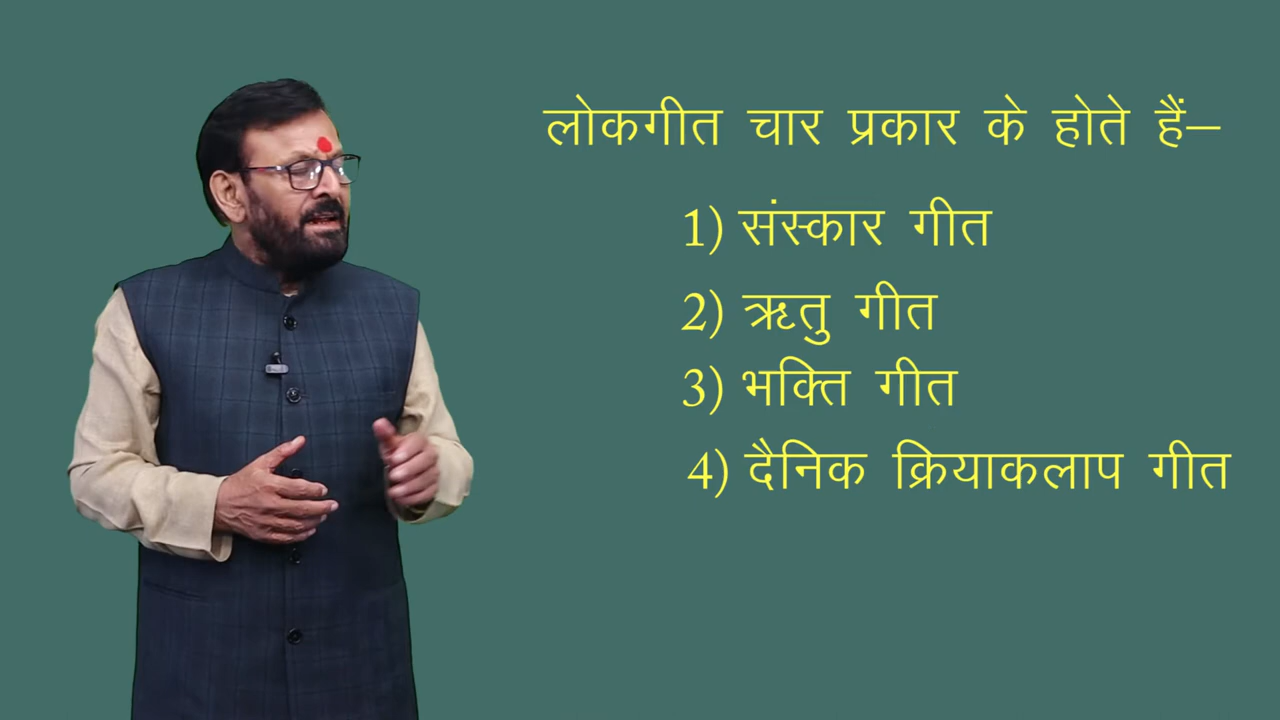 लोकगीत चार प्रकार के होते हैं–
1) संस्कार गीत
2) ऋतु गीत
3) भक्ति गीत
4) दैनिक क्रियाकलाप गीत